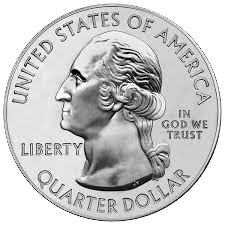 UNITED STATES OF AMERICA
LIBERTY
IN
GOD WE
TRUST
QUARTER DOLLAR